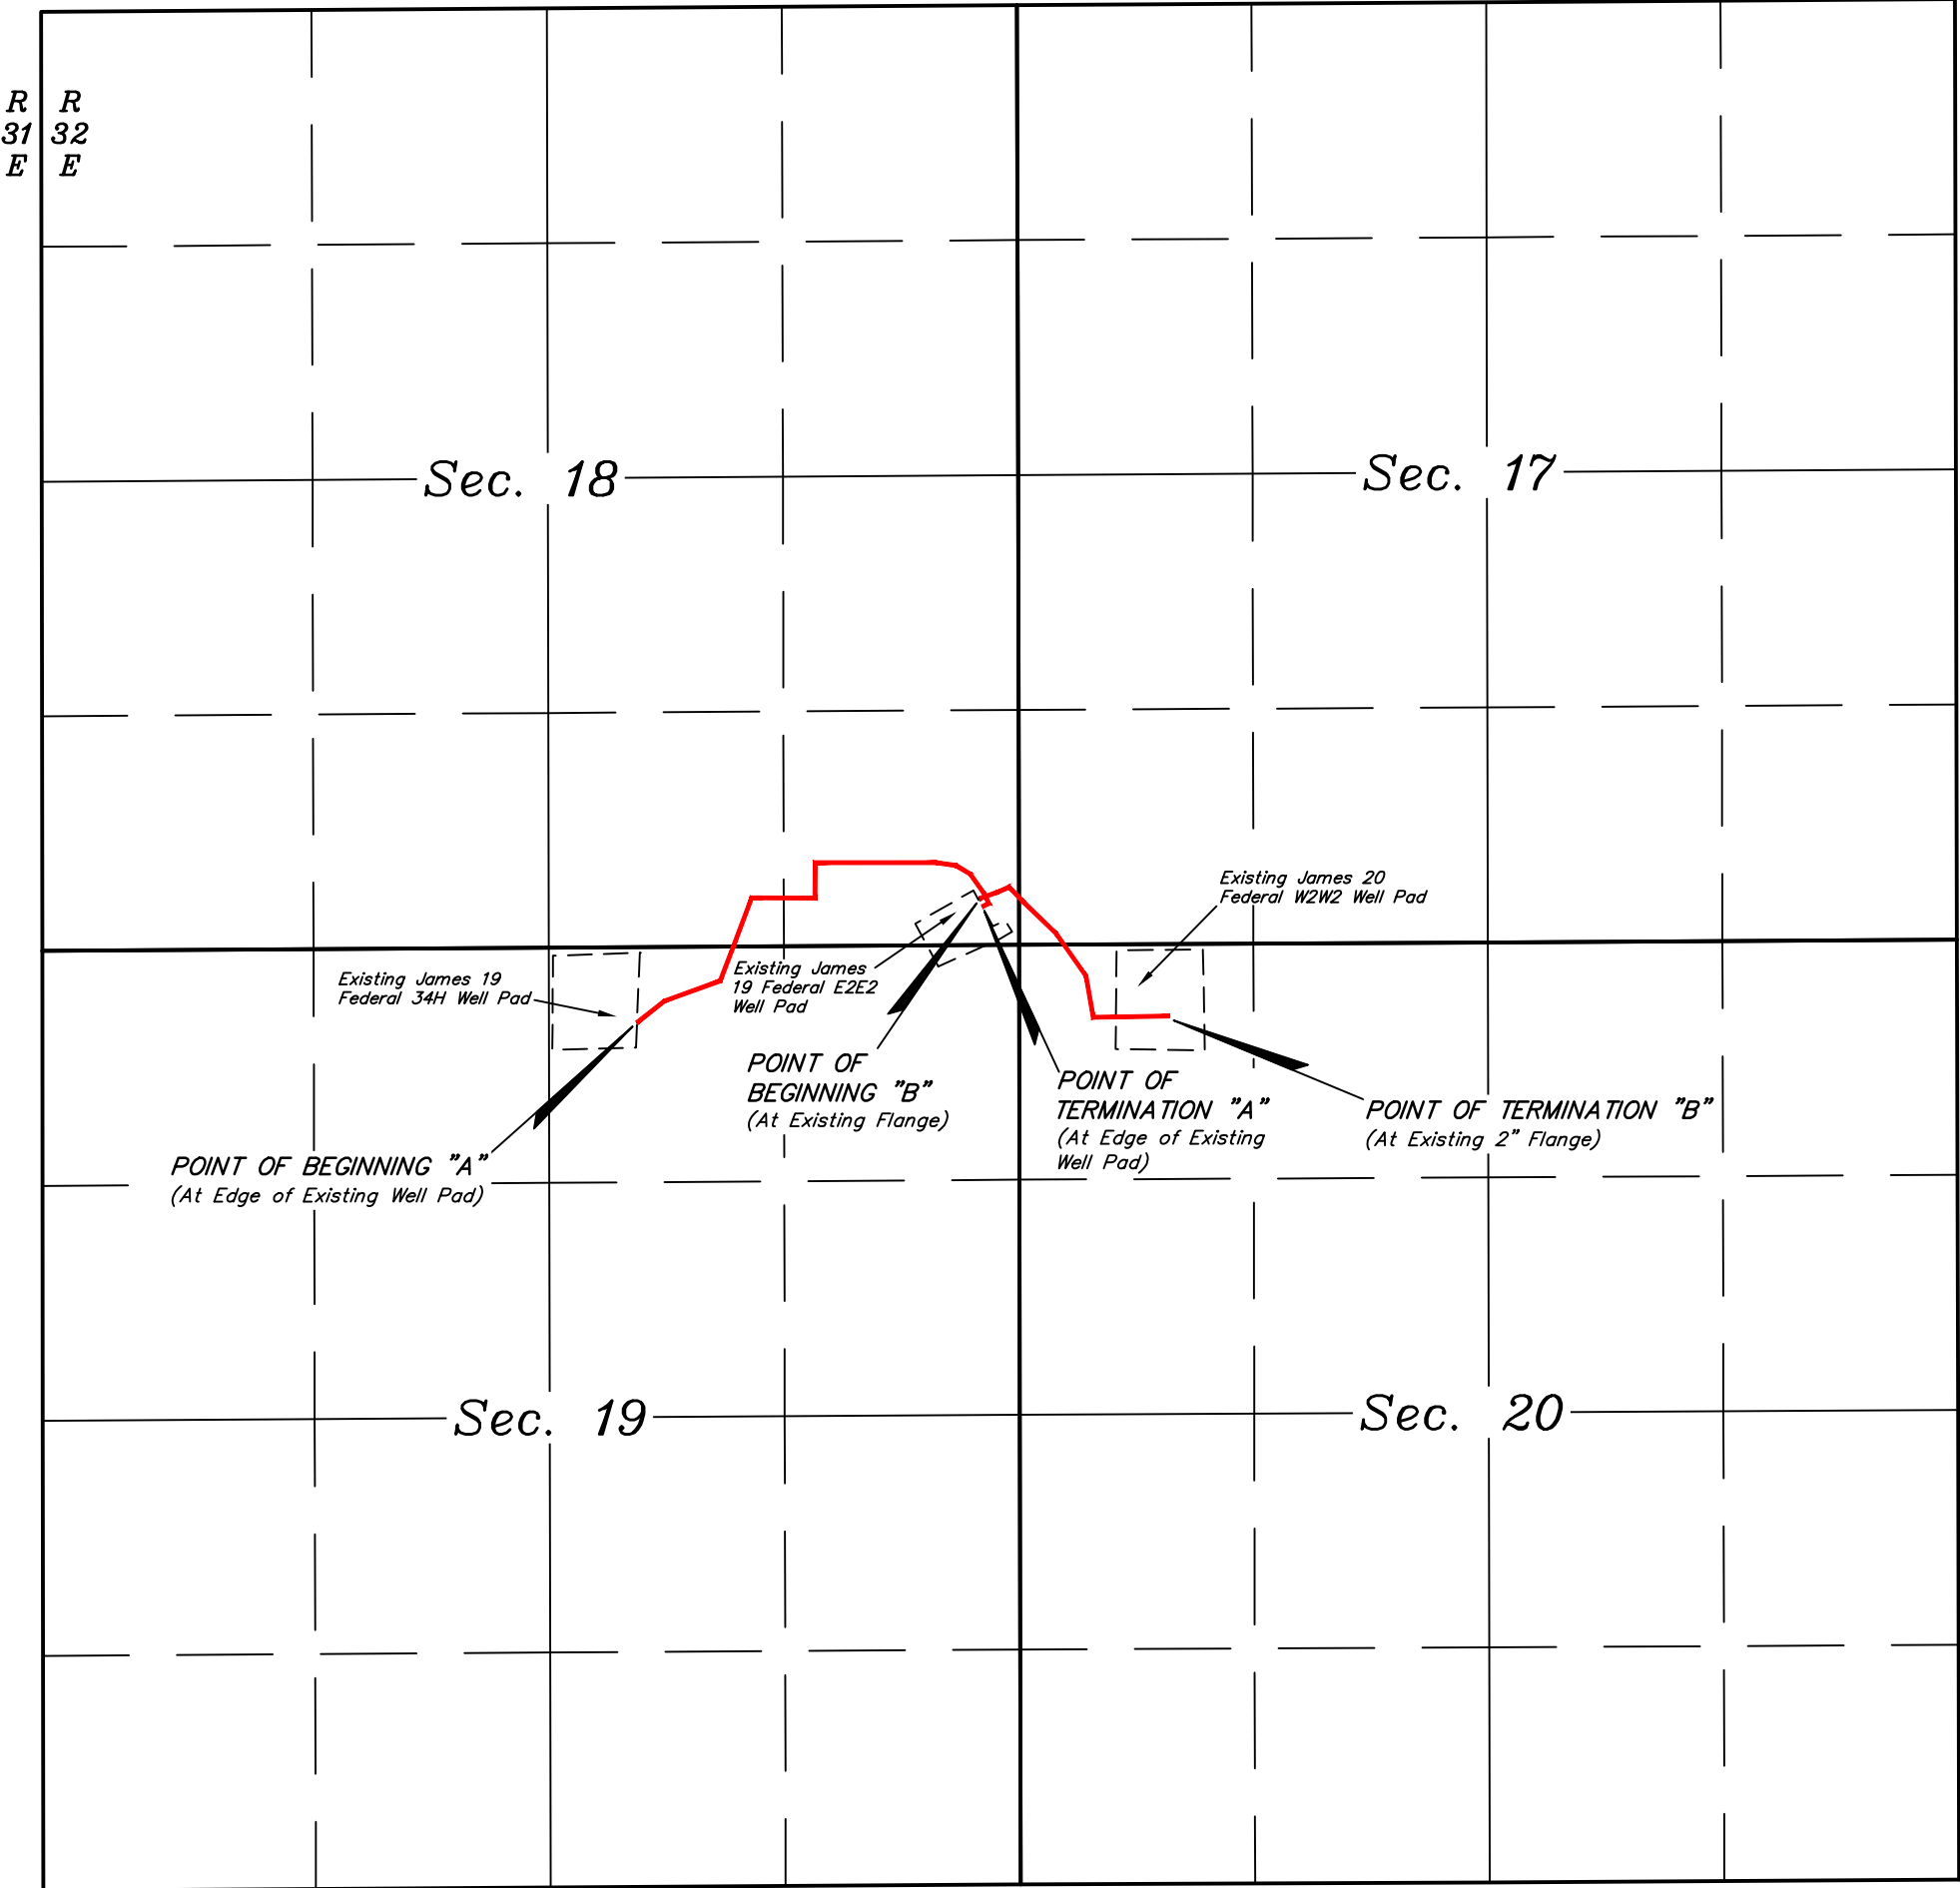 R R
31 32
E E
Sec. 18
Sec. 17
Existing James 20
Federal W2W2 Well Pad
Existing James 19
Federal 34H Well Pad
Existing James
19 Federal E2E2
Well Pad
POINT OF
BEGINNING "B"
(At Existing Flange)
POINT OF
TERMINATION "A"
(At Edge of Existing
Well Pad)
POINT OF TERMINATION "B"
(At Existing 2" Flange)
POINT OF BEGINNING "A"
(At Edge of Existing Well Pad)
Sec. 19
Sec. 20